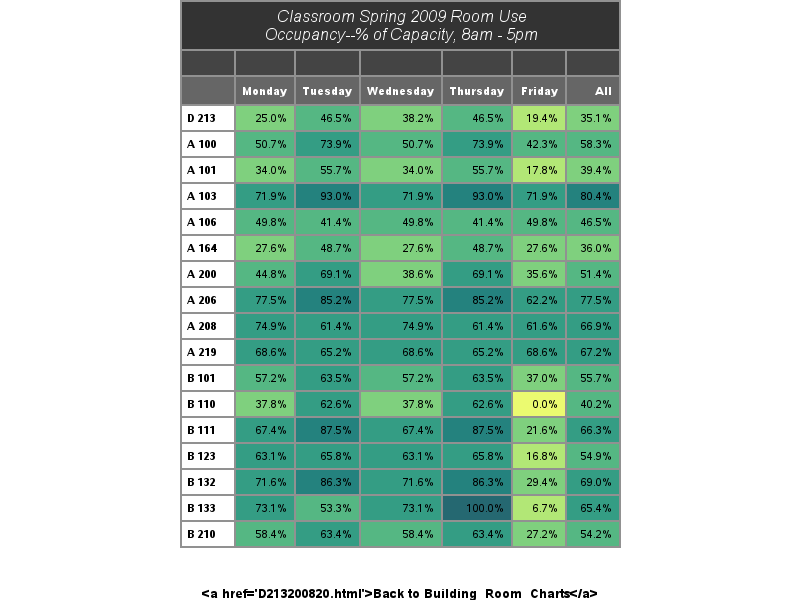 Classroom Spring 2009 Room Use
Occupancy--% of Capacity, 8am - 5pm
Monday Tuesday Wednesday Thursday Friday All
D 213 25.0% 46.5% 38.2% 46.5% 19.4% 35.1%
A 100 50.7% 73.9% 50.7% 73.9% 42.3% 58.3%
A 101 34.0% 55.7% 34.0% 55.7% 17.8% 39.4%
A 103 71.9% 93.0% 71.9% 93.0% 71.9% 80.4%
A 106 49.8% 41.4% 49.8% 41.4% 49.8% 46.5%
A 164 27.6% 48.7% 27.6% 48.7% 27.6% 36.0%
A 200 44.8% 69.1% 38.6% 69.1% 35.6% 51.4%
A 206 77.5% 85.2% 77.5% 85.2% 62.2% 77.5%
A 208 74.9% 61.4% 74.9% 61.4% 61.6% 66.9%
A 219 68.6% 65.2% 68.6% 65.2% 68.6% 67.2%
B 101 57.2% 63.5% 57.2% 63.5% 37.0% 55.7%
B 110 37.8% 62.6% 37.8% 62.6% 0.0% 40.2%
B 111 67.4% 87.5% 67.4% 87.5% 21.6% 66.3%
B 123 63.1% 65.8% 63.1% 65.8% 16.8% 54.9%
B 132 71.6% 86.3% 71.6% 86.3% 29.4% 69.0%
B 133 73.1% 53.3% 73.1% 100.0% 6.7% 65.4%
B 210 58.4% 63.4% 58.4% 63.4% 27.2% 54.2%
<a href='D213200820.html'>Back to Building_Room_Charts</a>